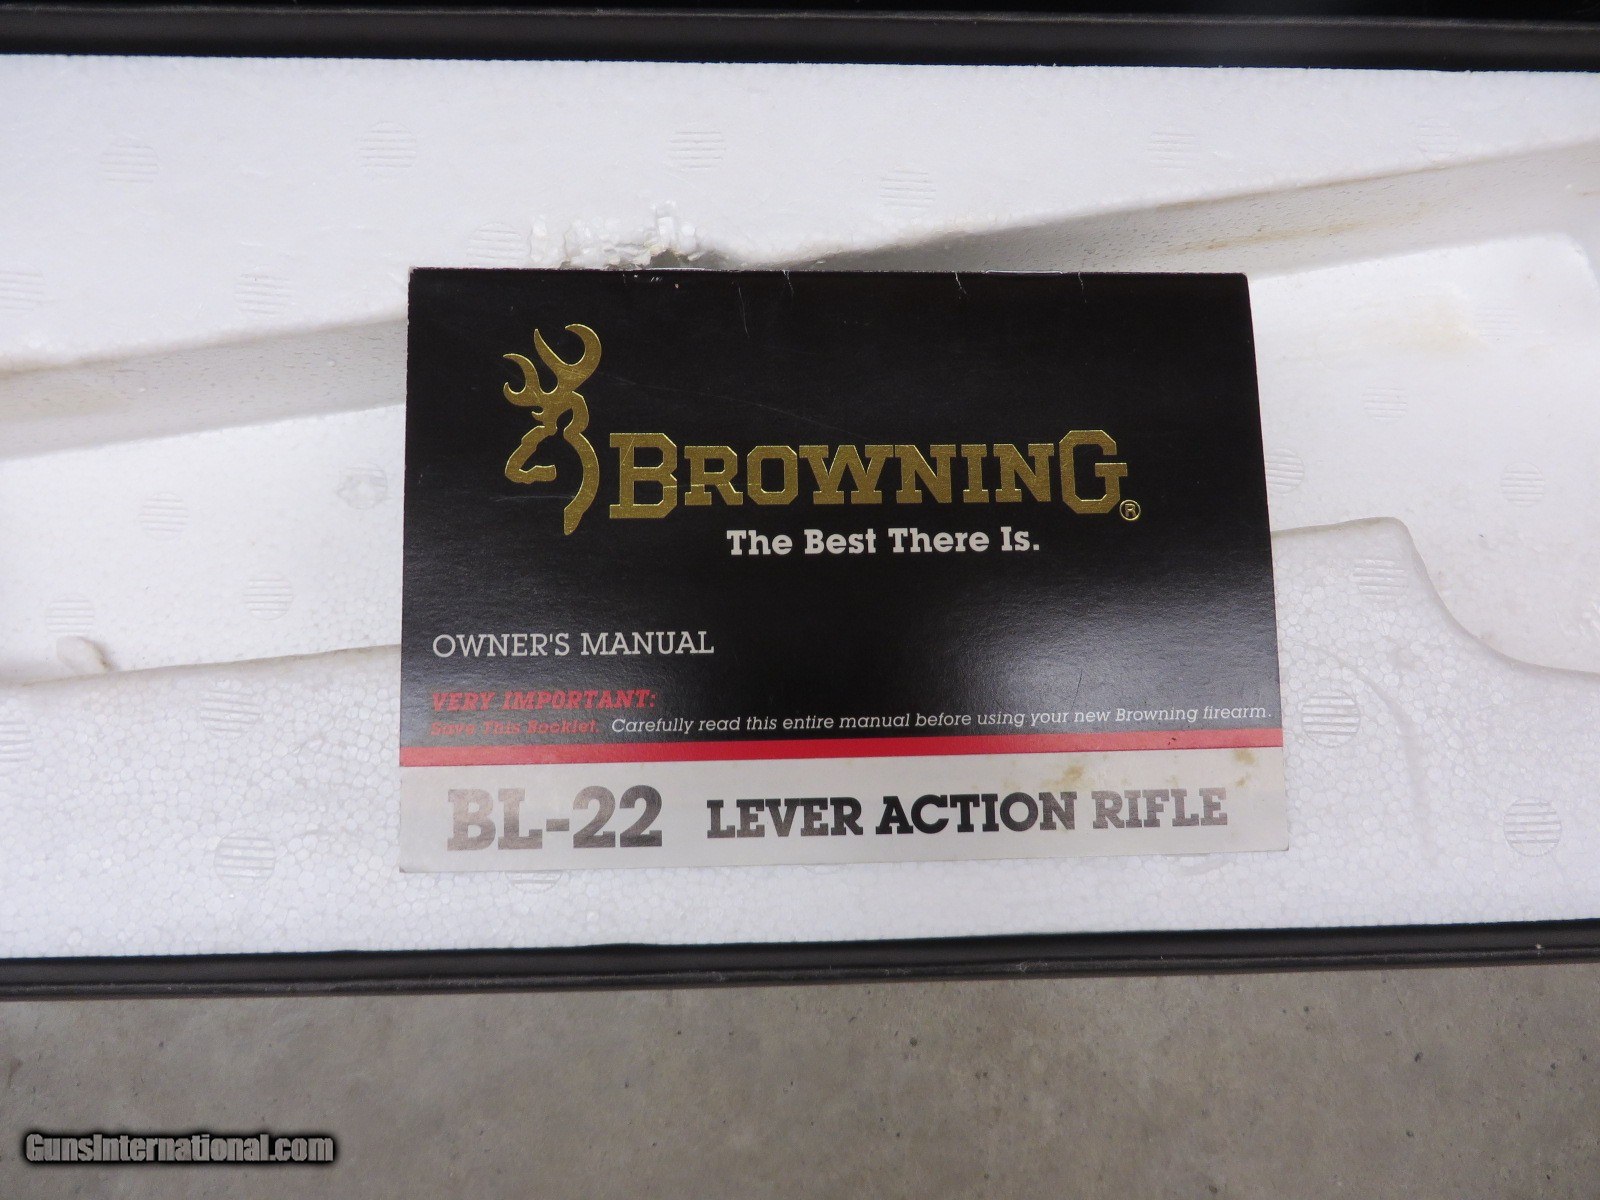 BROWNING®
The Best There Is.
OWNER'S MANUAL
VERY IMPORTANT:
Save This Booklet. Carefully read this entire manual before using your new Browning firearm.
BL-22 LEVER ACTION RIFLE
GunsInternational.com